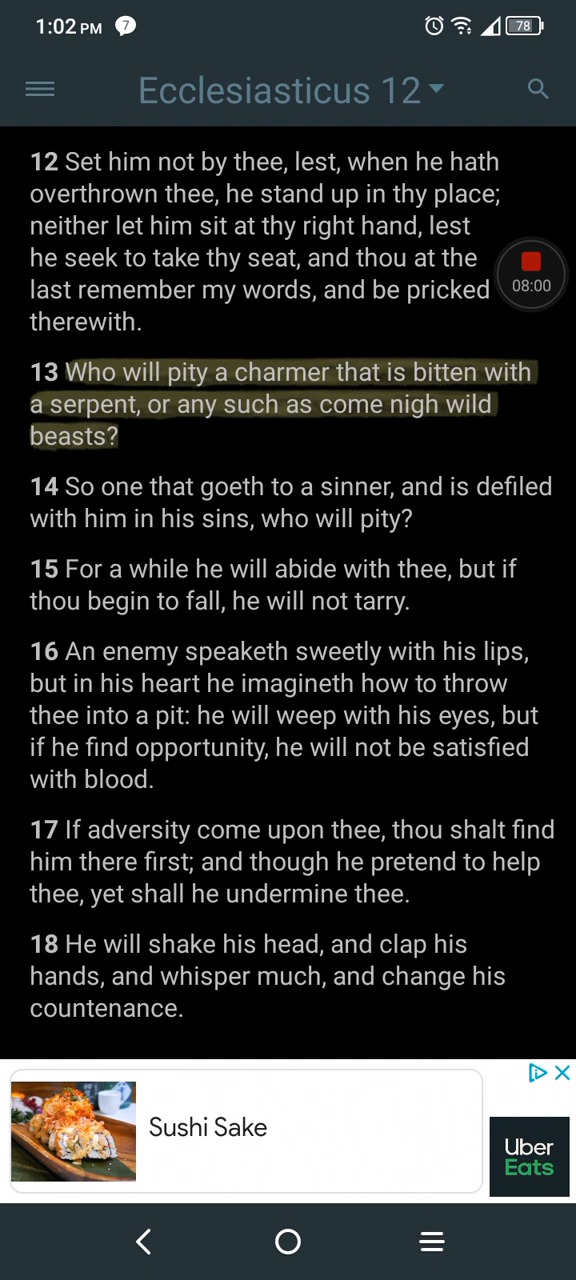 1:02 PM 7 78
Ecclesiasticus 12
12 Set him not by thee, lest, when he hath
overthrown thee, he stand up in thy place;
neither let him sit at thy right hand, lest
he seek to take thy seat, and thou at the
last remember my words, and be pricked
therewith.
08:00
13 Who will pity a charmer that is bitten with
a serpent, or any such as come nigh wild
beasts?
14 So one that goeth to a sinner, and is defiled
with him in his sins, who will pity?
15 For a while he will abide with thee, but if
thou begin to fall, he will not tarry.
16 An enemy speaketh sweetly with his lips,
but in his heart he imagineth how to throw
thee into a pit: he will weep with his eyes, but
if he find opportunity, he will not be satisfied
with blood.
17 If adversity come upon thee, thou shalt find
him there first; and though he pretend to help
thee, yet shall he undermine thee.
18 He will shake his head, and clap his
hands, and whisper much, and change his
countenance.
Sushi Sake
Uber
Eats